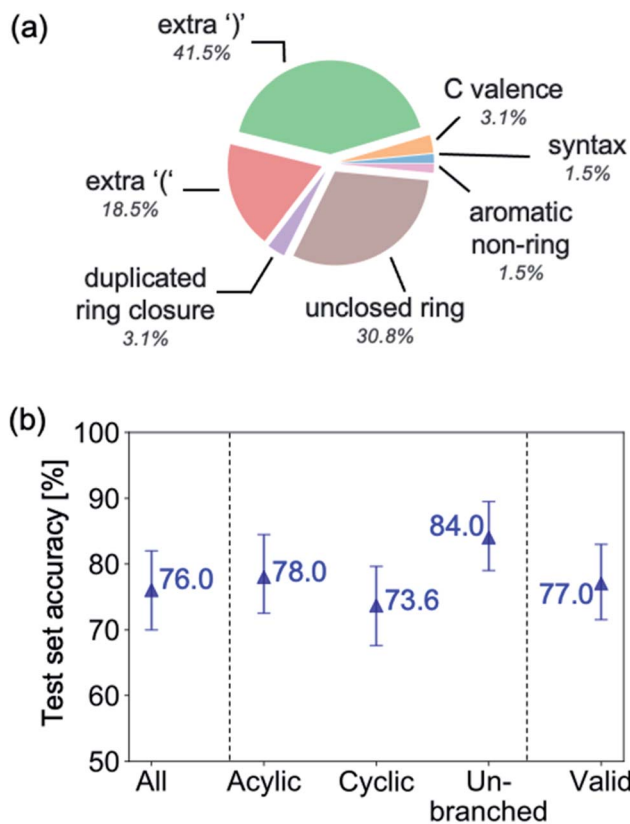 (a)
extra ‘)’
41.5%
C valence
3.1%
syntax
1.5%
aromatic
non-ring
1.5%
extra ‘(‘
18.5%
duplicated
ring closure
3.1%
unclosed ring
30.8%
(b)
Test set accuracy [%]
100
90
80
70
60
50
76.0
78.0
73.6
84.0
77.0
All
Acylic
Cyclic
Un-
branched
Valid